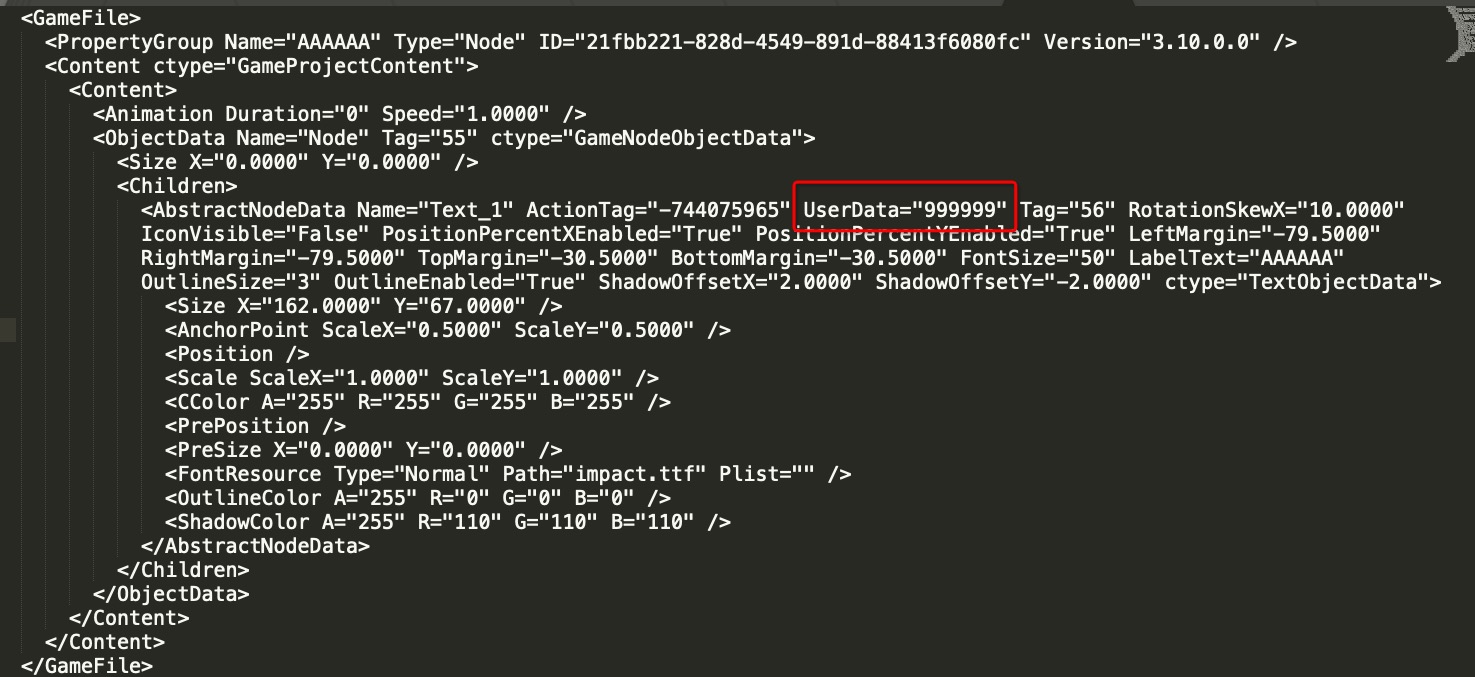 <GameFile>
<PropertyGroup Name="AAAAAA" Type="Node" ID="21fbb221-828d-4549-891d-88413f6080fc" Version="3.10.0.0" />
<Content ctype="GameProjectContent">
<Content>
<Animation Duration="0" Speed="1.0000" />
<ObjectData Name="Node" Tag="55" ctype="GameNodeObjectData">
<Size X="0.0000" Y="0.0000" />
<Children>
<AbstractNodeData Name="Text_1" ActionTag="-744075965" UserData="999999" Tag="56" RotationSkewX="10.0000"
IconVisible="False" PositionPercentXEnabled="True" PositionPercentYEnabled="True" LeftMargin="-79.5000"
RightMargin="-79.5000" TopMargin="-30.5000" BottomMargin="-30.5000" FontSize="50" LabelText="AAAAAA"
OutlineSize="3" OutlineEnabled="True" ShadowOffsetX="2.0000" ShadowOffsetY="-2.0000" ctype="TextObjectData">
<Size X="162.0000" Y="67.0000" />
<AnchorPoint ScaleX="0.5000" ScaleY="0.5000" />
<Position />
<Scale ScaleX="1.0000" ScaleY="1.0000" />
<CColor A="255" R="255" G="255" B="255" />
<PrePosition />
<PreSize X="0.0000" Y="0.0000" />
<FontResource Type="Normal" Path="impact.ttf" Plist="" />
<OutlineColor A="255" R="0" G="0" B="0" />
<ShadowColor A="255" R="110" G="110" B="110" />
</AbstractNodeData>
</Children>
</ObjectData>
</Content>
</Content>
</GameFile>